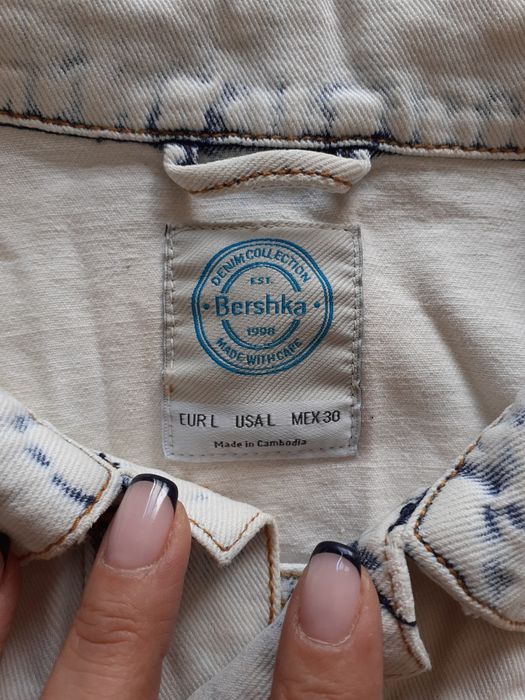 DENIM COLLECTION
EST
• Bershka •
1998
MADE WITH CARE
EUR L USA L MEX 30
Made in Cambodia